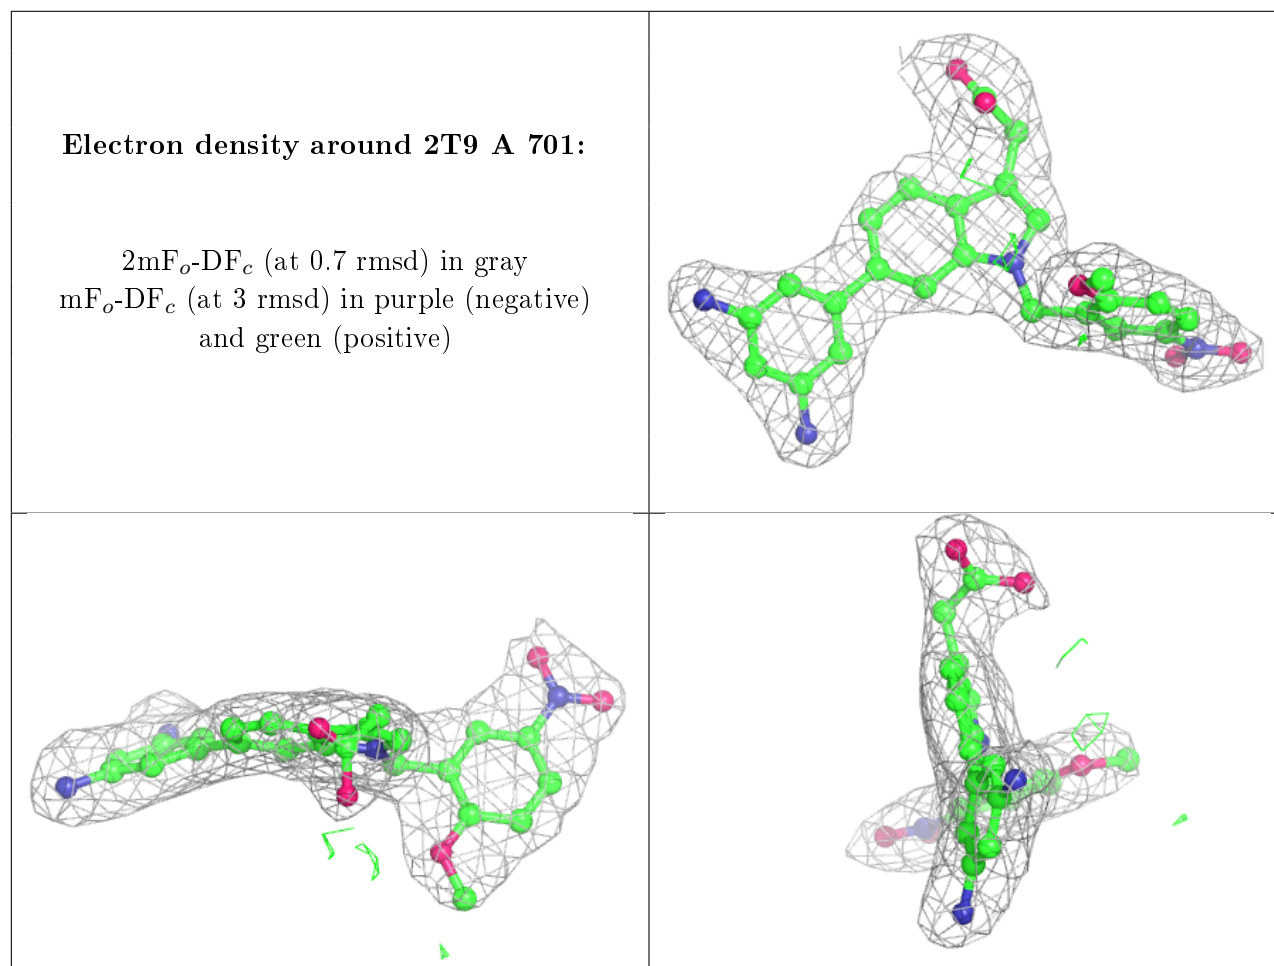 Electron density around 2T9 A 701:
2mFₒ-DF𝒸 (at 0.7 rmsd) in gray
mFₒ-DF𝒸 (at 3 rmsd) in purple (negative)
and green (positive)